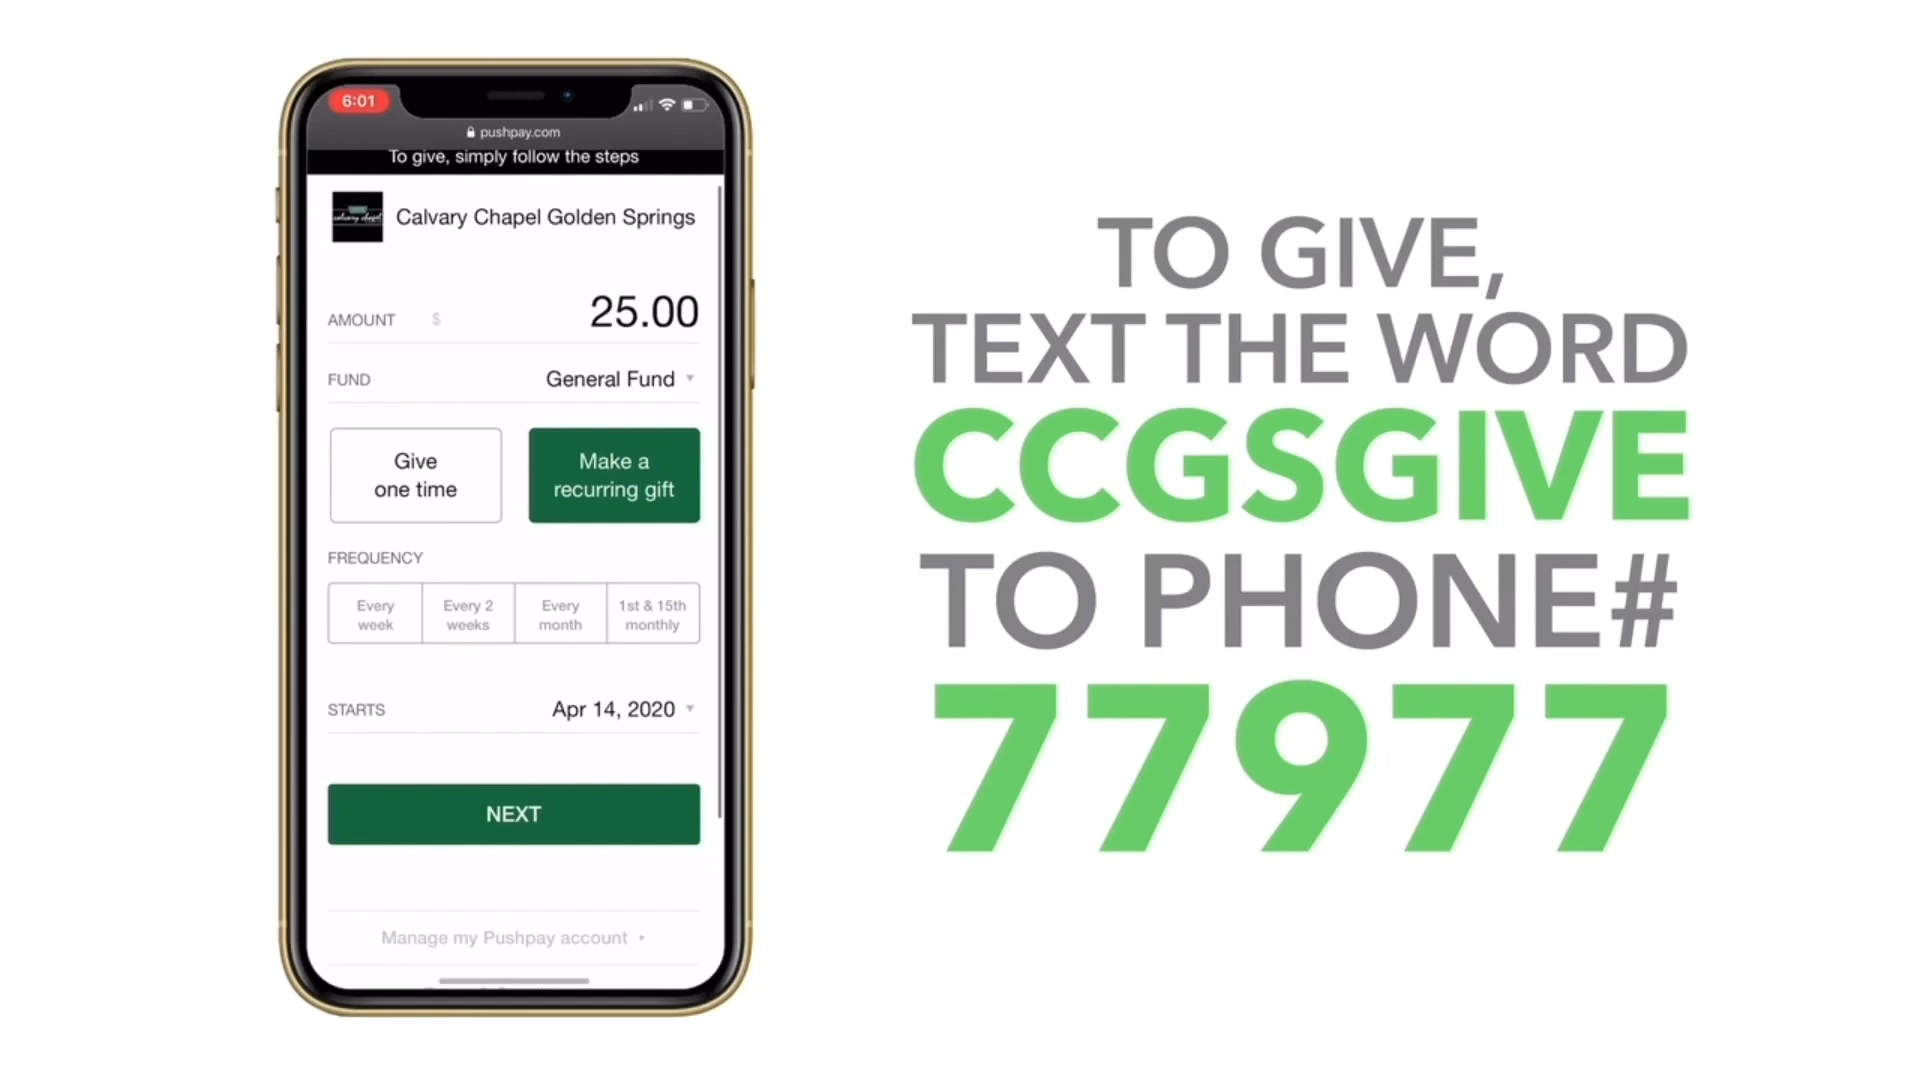 6:01
pushpay.com
To give, simply follow the steps
calvary chapel
Calvary Chapel Golden Springs
AMOUNT $ 25.00
FUND General Fund
Give
one time
Make a
recurring gift
FREQUENCY
Every
week
Every 2
weeks
Every
month
1st & 15th
monthly
STARTS Apr 14, 2020
NEXT
Manage my Pushpay account
TO GIVE,
TEXT THE WORD
CCGSGIVE
TO PHONE#
77977